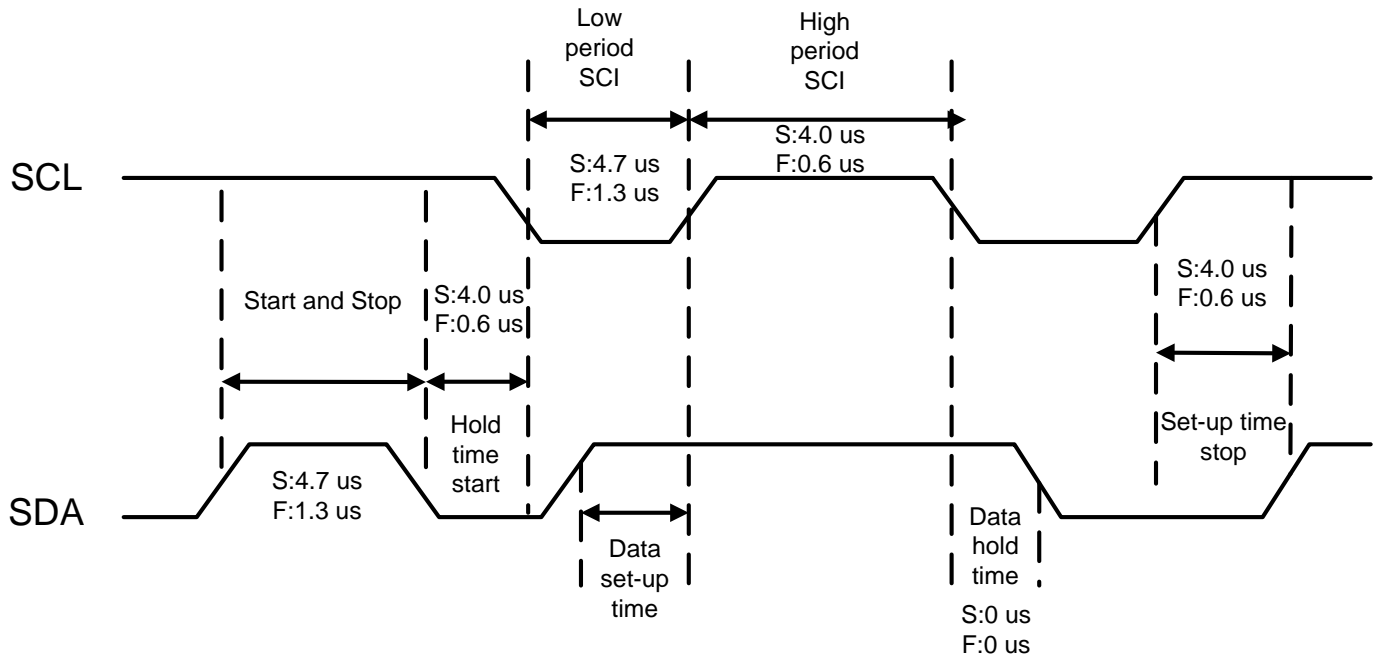 Low
period
SCI
High
period
SCI
S:4.0 us
F:0.6 us
S:4.7 us
F:1.3 us
SCL
Start and Stop
S:4.0 us
F:0.6 us
S:4.0 us
F:0.6 us
Hold
time
start
Set-up time
stop
S:4.7 us
F:1.3 us
SDA
Data
set-up
time
Data
hold
time
S:0 us
F:0 us